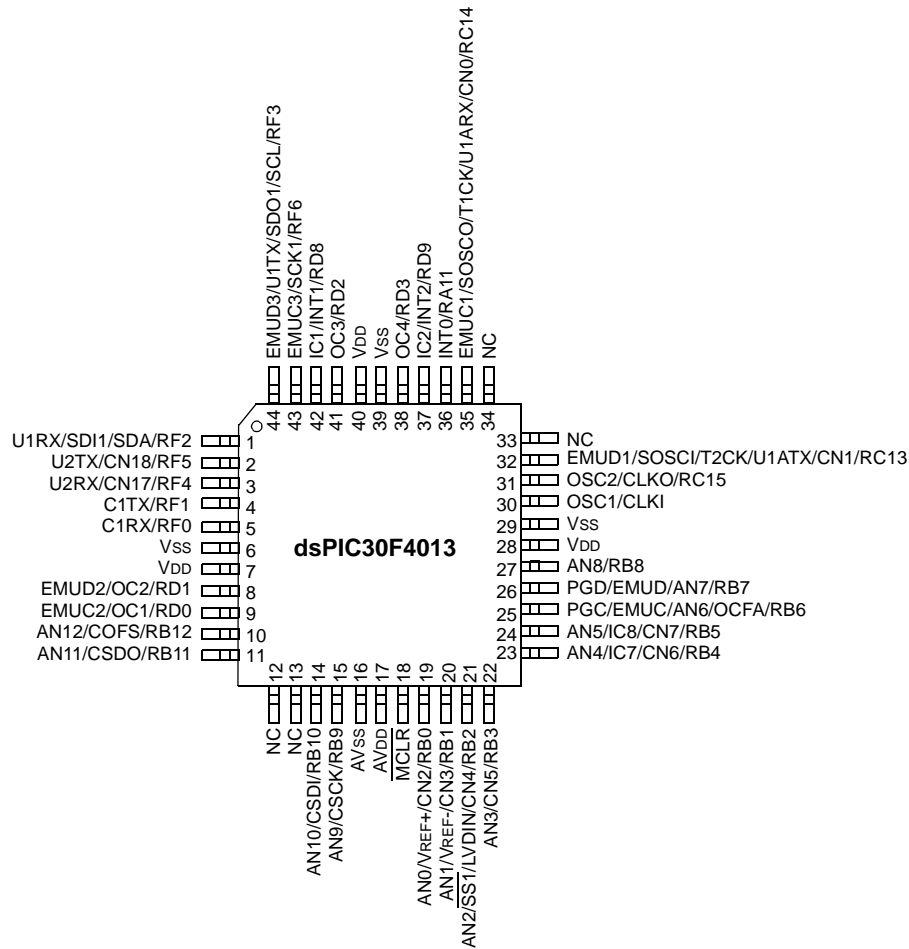 EMUD3/U1TX/SDO1/SCL/RF3
EMUC3/SCK1/RF6
IC1/INT1/RD8
OC3/RD2
VDD
VSS
OC4/RD3
IC2/INT2/RD9
INT0/RA11
EMUC1/SOSCO/T1CK/U1ARX/CN0/RC14
NC
44
43
42
41
40
39
38
37
36
35
34
U1RX/SDI1/SDA/RF2 1
U2TX/CN18/RF5 2
U2RX/CN17/RF4 3
C1TX/RF1 4
C1RX/RF0 5
VSS 6
VDD 7
EMUD2/OC2/RD1 8
EMUC2/OC1/RD0 9
AN12/COFS/RB12 10
AN11/CSDO/RB11 11
dsPIC30F4013
33 NC
32 EMUD1/SOSCI/T2CK/U1ATX/CN1/RC13
31 OSC2/CLKO/RC15
30 OSC1/CLKI
29 VSS
28 VDD
27 AN8/RB8
26 PGD/EMUD/AN7/RB7
25 PGC/EMUC/AN6/OCFA/RB6
24 AN5/IC8/CN7/RB5
23 AN4/IC7/CN6/RB4
12
13
14
15
16
17
18
19
20
21
22
NC
NC
AN10/CSDI/RB10
AN9/CSCK/RB9
AVSS
AVDD
MCLR
AN0/VREF+/CN2/RB0
AN1/VREF-/CN3/RB1
AN2/SS1/LVDIN/CN4/RB2
AN3/CN5/RB3